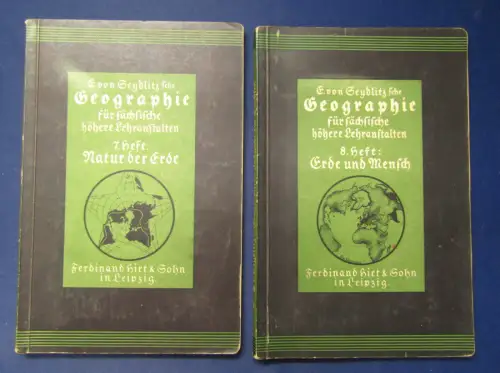 E. von Seydlitz sche
Geographie
für sächsische
höhere Lehranstalten
7. Heft.
Natur der Erde
Ferdinand Hirt & Sohn
in Leipzig.
E. von Seydlitz sche
Geographie
für sächsische
höhere Lehranstalten
8. Heft:
Erde und Mensch
Ferdinand Hirt & Sohn
in Leipzig.